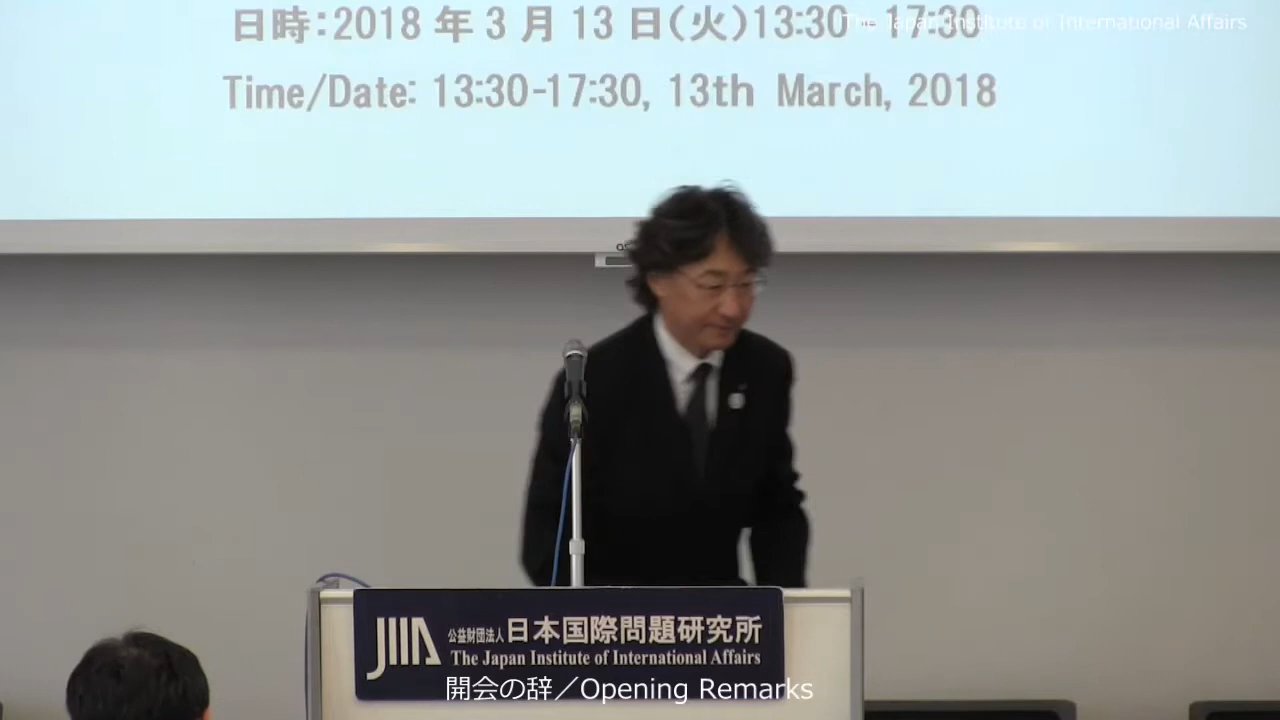 The Japan Institute of International Affairs
日時：2018 年 3 月 13 日（火）13:30 17:30
Time/Date: 13:30-17:30, 13th March, 2018
JIIA
公益財団法人日本国際問題研究所
The Japan Institute of International Affairs
開会の辞／Opening Remarks